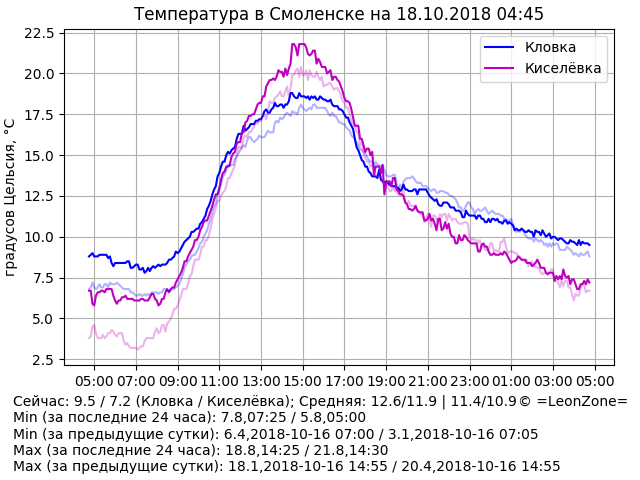 Температура в Смоленске на 18.10.2018 04:45
22.5
20.0
17.5
15.0
12.5
10.0
7.5
5.0
2.5
градусов Цельсия, °C
Кловка
Киселёвка
05:00 07:00 09:00 11:00 13:00 15:00 17:00 19:00 21:00 23:00 01:00 03:00 05:00
Сейчас: 9.5 / 7.2 (Кловка / Киселёвка); Средняя: 12.6/11.9 | 11.4/10.9© =LeonZone=
Min (за последние 24 часа): 7.8,07:25 / 5.8,05:00
Min (за предыдущие сутки): 6.4,2018-10-16 07:00 / 3.1,2018-10-16 07:05
Max (за последние 24 часа): 18.8,14:25 / 21.8,14:30
Max (за предыдущие сутки): 18.1,2018-10-16 14:55 / 20.4,2018-10-16 14:55